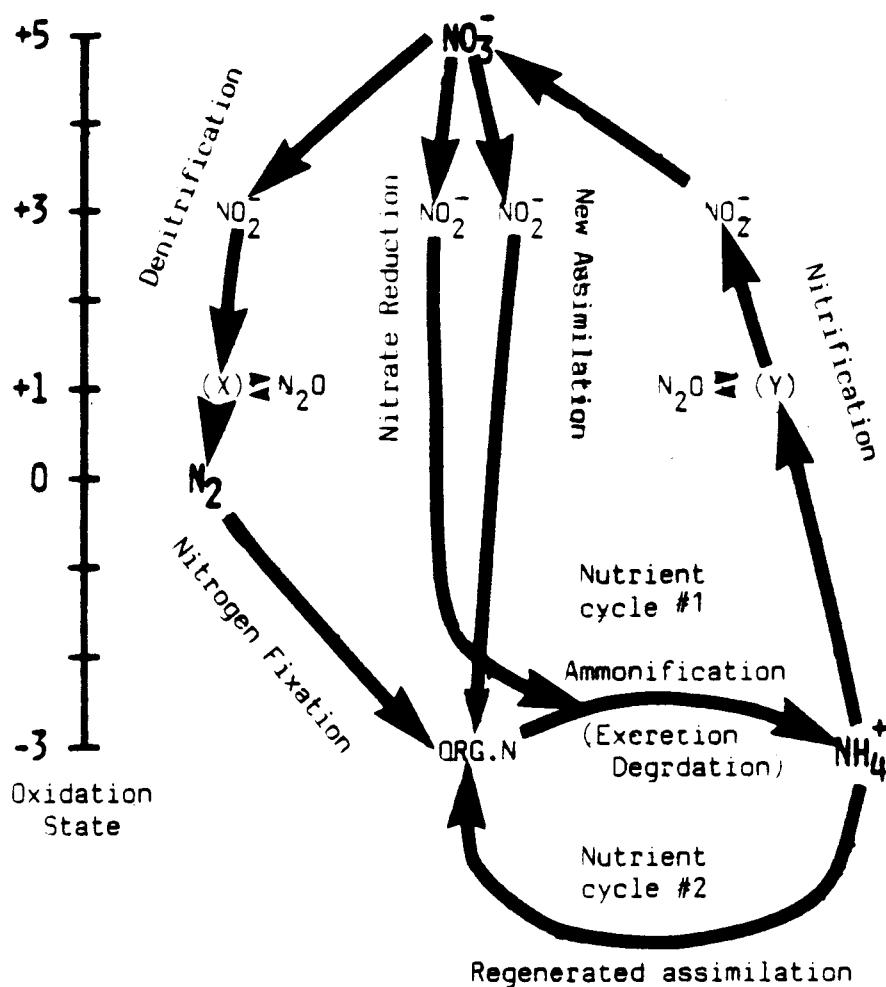 +5
NO3-
Denitrification
+3
NO2-
NO2-
NO2-
NO2-
Nitrate Reduction
New Assimilation
Nitrification
+1
(X) N2O
N2O (Y)
0
N2
Nitrogen Fixation
Nutrient
cycle #1
Ammonification
-3
ORG.N
(Excretion
Degrdation)
NH4+
Oxidation
State
Nutrient
cycle #2
Regenerated assimilation